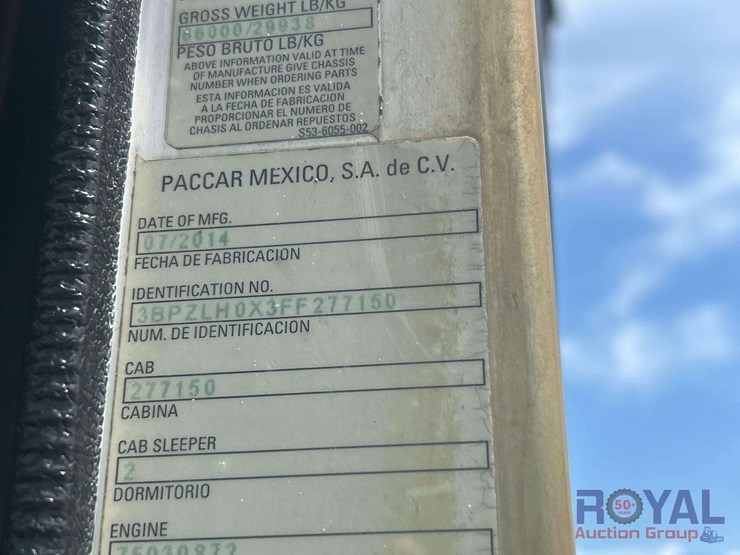 GROSS WEIGHT LB/KG
66000/29938
PESO BRUTO LB/KG
ABOVE INFORMATION VALID AT TIME
OF MANUFACTURE GIVE CHASSIS
NUMBER WHEN ORDERING PARTS
ESTA INFORMACION ES VALIDA
A LA FECHA DE FABRICACION
PROPORCIONAR EL NUMERO DE
CHASIS AL ORDENAR REPUESTOS
S53-6055-002
PACCAR MEXICO, S.A. de C.V.
DATE OF MFG.
07/2014
FECHA DE FABRICACION
IDENTIFICATION NO.
3BPZLH0X3FF277150
NUM. DE IDENTIFICACION
CAB
277150
CABINA
CAB SLEEPER
2
DORMITORIO
ENGINE
75030872
ROYAL
50+
YEARS
Auction Group